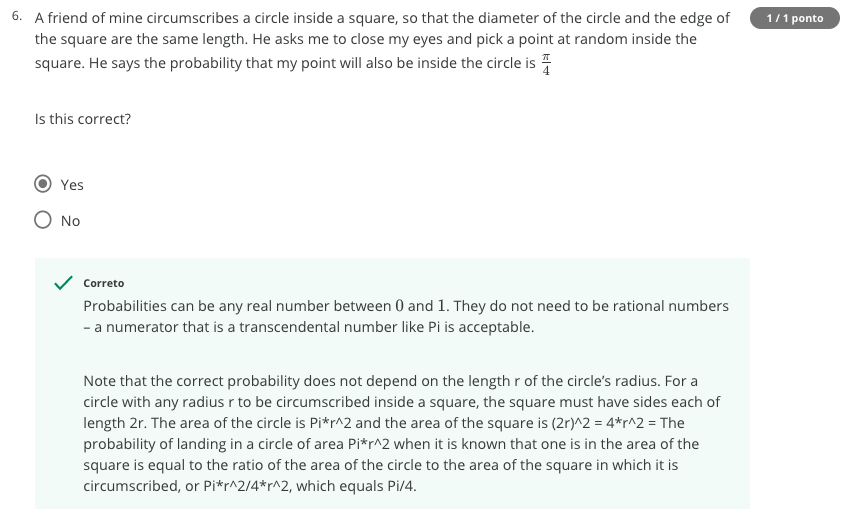 6. A friend of mine circumscribes a circle inside a square, so that the diameter of the circle and the edge of
1 / 1 ponto
the square are the same length. He asks me to close my eyes and pick a point at random inside the
square. He says the probability that my point will also be inside the circle is π/4
Is this correct?
Yes
No
Correto
Probabilities can be any real number between 0 and 1. They do not need to be rational numbers
– a numerator that is a transcendental number like Pi is acceptable.
Note that the correct probability does not depend on the length r of the circle's radius. For a
circle with any radius r to be circumscribed inside a square, the square must have sides each of
length 2r. The area of the circle is Pi*r^2 and the area of the square is (2r)^2 = 4*r^2 = The
probability of landing in a circle of area Pi*r^2 when it is known that one is in the area of the
square is equal to the ratio of the area of the circle to the area of the square in which it is
circumscribed, or Pi*r^2/4*r^2, which equals Pi/4.